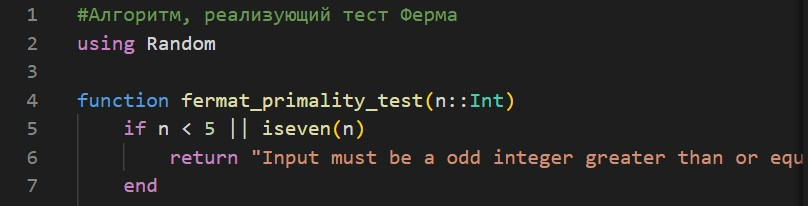 1 #Алгоритм, реализующий тест Ферма
2 using Random
3
4 function fermat_primality_test(n::Int)
5 if n < 5 || iseven(n)
6 return "Input must be a odd integer greater than or equ
7 end